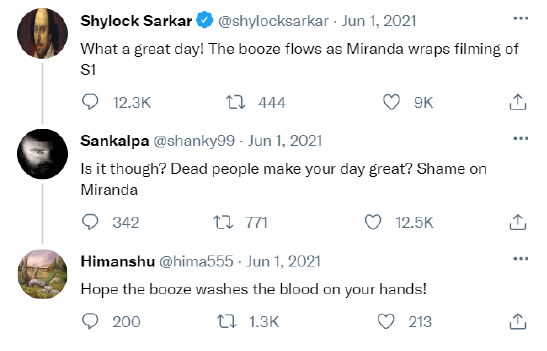 Shylock Sarkar @shylocksarkar · Jun 1, 2021
What a great day! The booze flows as Miranda wraps filming of
S1
12.3K 444 9K
Sankalpa @shanky99 · Jun 1, 2021
Is it though? Dead people make your day great? Shame on
Miranda
342 771 12.5K
Himanshu @hima555 · Jun 1, 2021
Hope the booze washes the blood on your hands!
200 1.3K 213